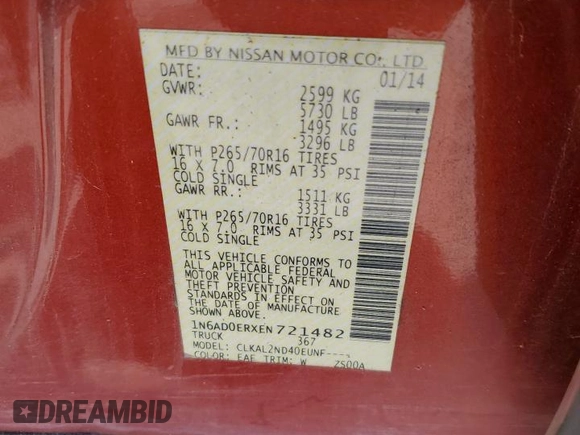 MFD BY NISSAN MOTOR CO., LTD.
DATE: 01/14
GVWR: 2599 KG
5730 LB
GAWR FR.: 1495 KG
3296 LB
WITH P265/70R16 TIRES
16 X 7.0 RIMS AT 35 PSI
COLD SINGLE
GAWR RR.: 1511 KG
3331 LB
WITH P265/70R16 TIRES
16 X 7.0 RIMS AT 35 PSI
COLD SINGLE
THIS VEHICLE CONFORMS TO
ALL APPLICABLE FEDERAL
MOTOR VEHICLE SAFETY AND
THEFT PREVENTION
STANDARDS IN EFFECT ON
THE DATE OF MANUFACTURE
SHOWN ABOVE.
1N6AD0ERXEN721482
TRUCK 367
MODEL: CLKAL2ND40EUNF----
COLOR: EAF TRIM: W 2S00A
DREAMBID